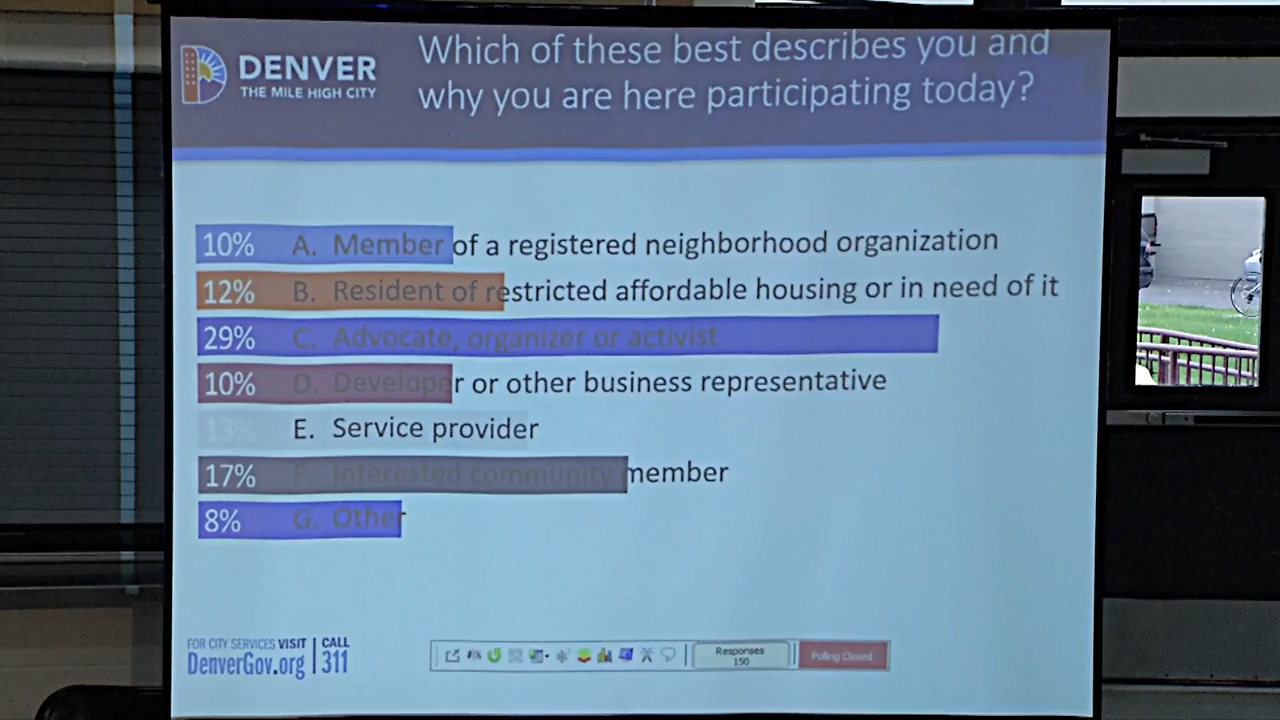 DENVER
THE MILE HIGH CITY
Which of these best describes you and
why you are here participating today?
10% A. Member of a registered neighborhood organization
12% B. Resident of restricted affordable housing or in need of it
29% C. Advocate, organizer or activist
10% D. Developer or other business representative
13% E. Service provider
17% F. Interested community member
8% G. Other
FOR CITY SERVICES VISIT | CALL
DenverGov.org | 311
Responses
150
Polling Closed